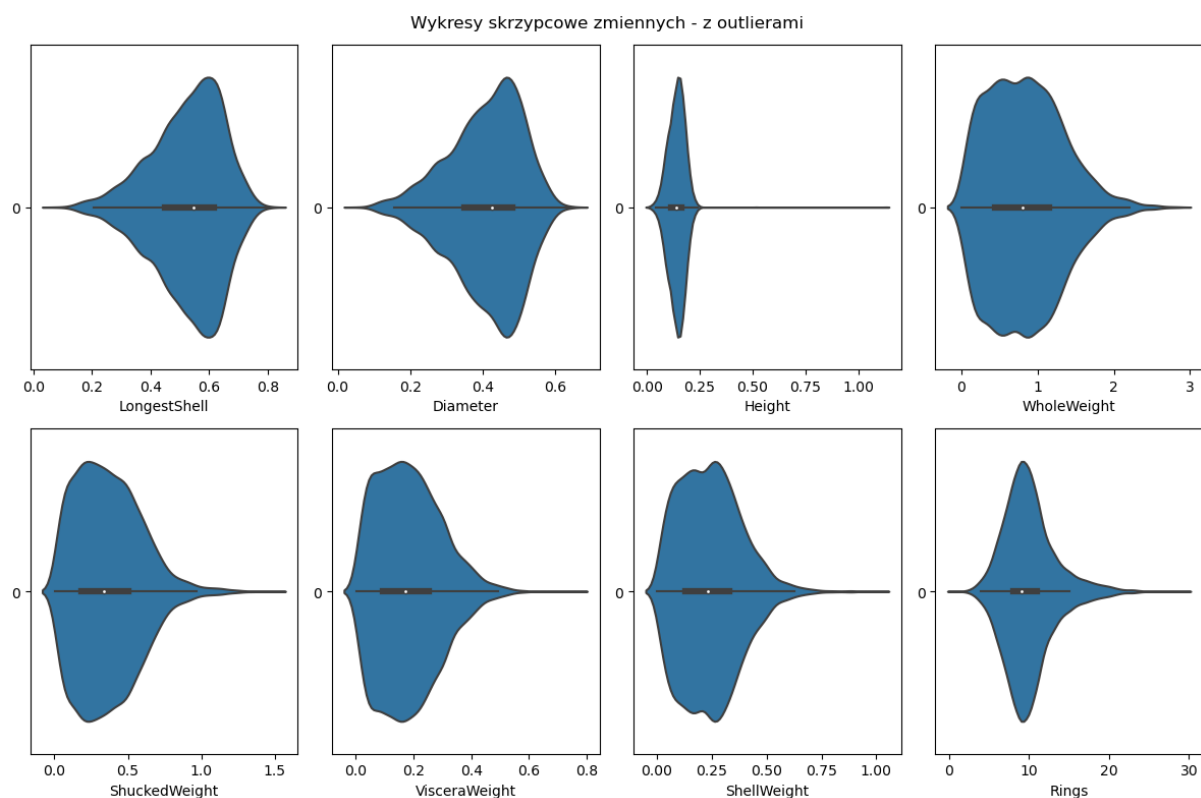 Wykresy skrzypcowe zmiennych - z outlierami
0
0.0 0.2 0.4 0.6 0.8
LongestShell
0
0.0 0.2 0.4 0.6
Diameter
0
0.00 0.25 0.50 0.75 1.00
Height
0
0 1 2 3
WholeWeight
0
0.0 0.5 1.0 1.5
ShuckedWeight
0
0.0 0.2 0.4 0.6 0.8
VisceraWeight
0
0.00 0.25 0.50 0.75 1.00
ShellWeight
0
0 10 20 30
Rings